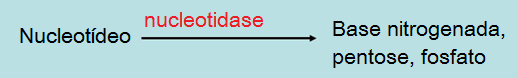 nucleotidase
Nucleotídeo
Base nitrogenada,
pentose, fosfato